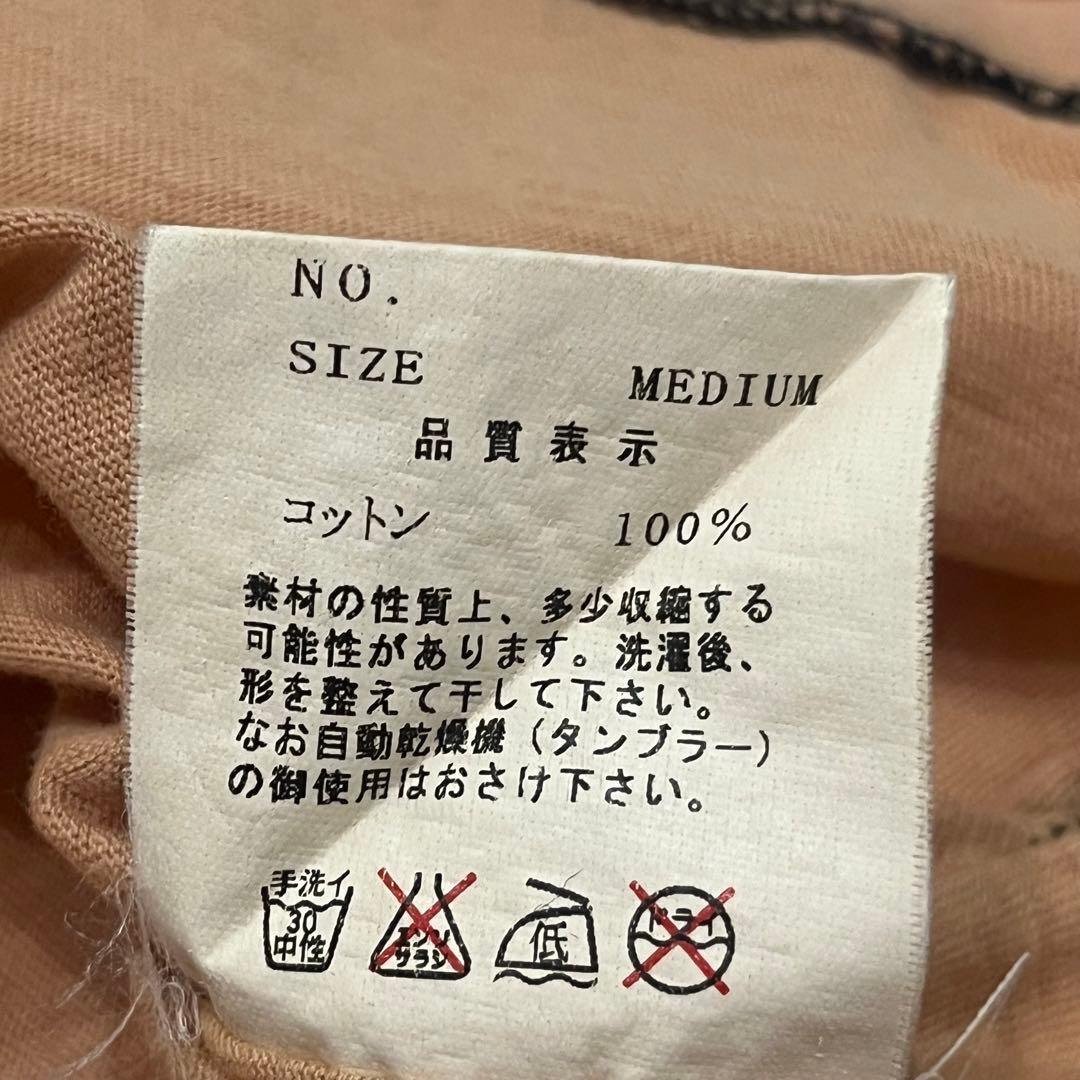 NO.
SIZE MEDIUM
品質表示
コットン 100%
素材の性質上、多少収縮する
可能性があります。洗濯後、
形を整えて干して下さい。
なお自動乾燥機(タンブラー)
の御使用はおさけ下さい。
手洗イ
30
中性
エンソ
サラシ
低
ドライ